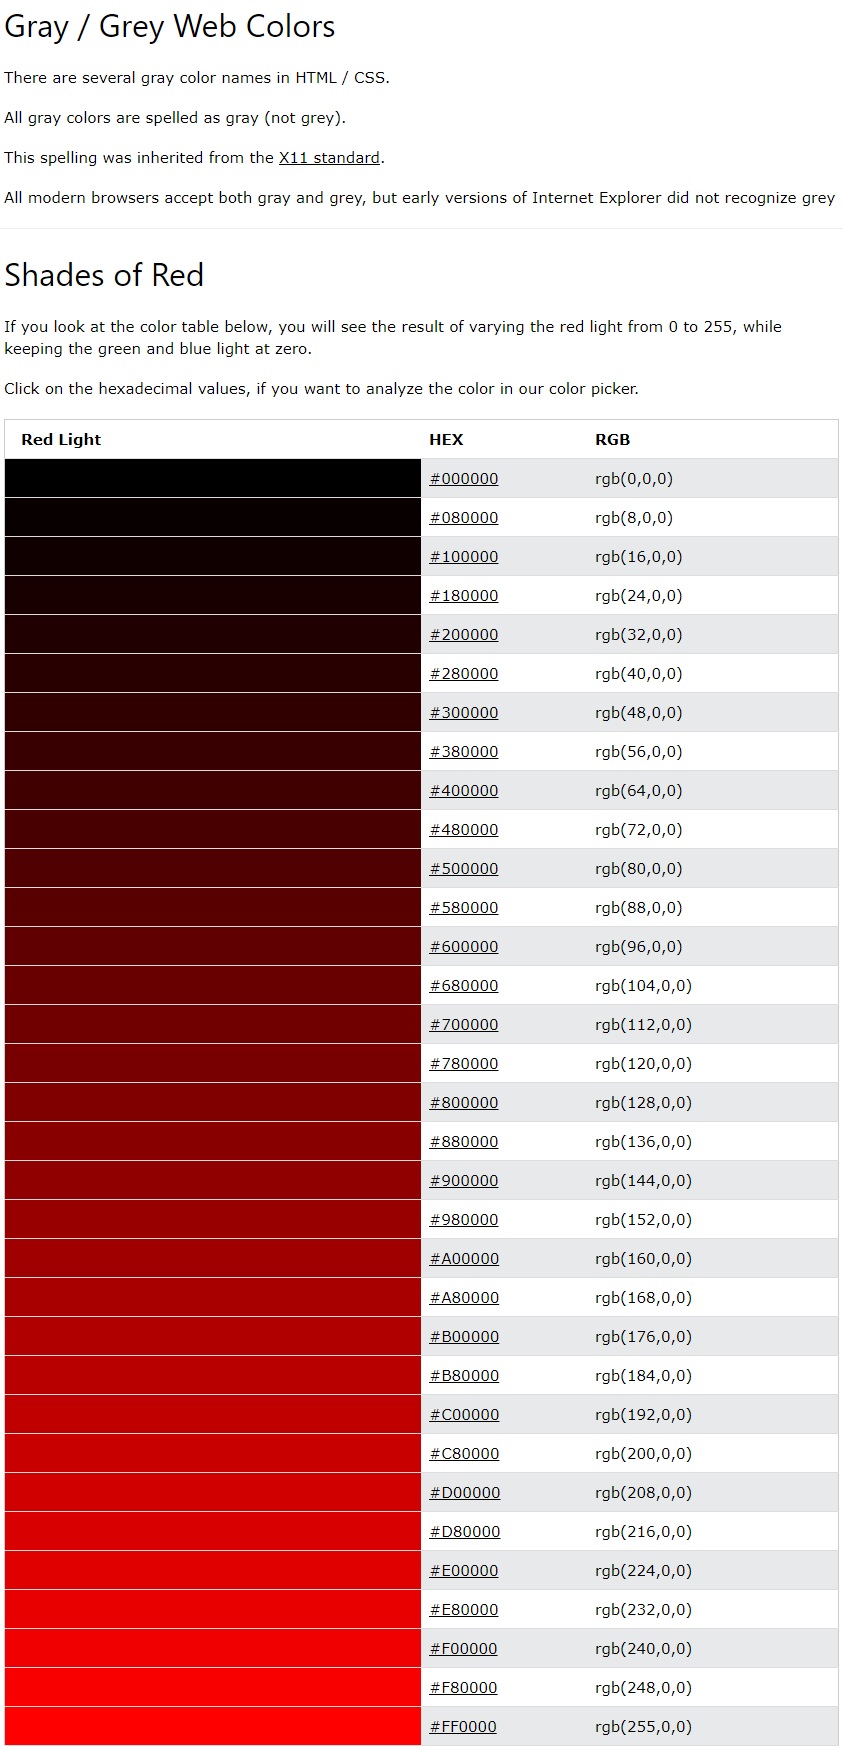 Gray / Grey Web Colors
There are several gray color names in HTML / CSS.
All gray colors are spelled as gray (not grey).
This spelling was inherited from the X11 standard.
All modern browsers accept both gray and grey, but early versions of Internet Explorer did not recognize grey
Shades of Red
If you look at the color table below, you will see the result of varying the red light from 0 to 255, while
keeping the green and blue light at zero.
Click on the hexadecimal values, if you want to analyze the color in our color picker.
Red Light HEX RGB
#000000 rgb(0,0,0)
#080000 rgb(8,0,0)
#100000 rgb(16,0,0)
#180000 rgb(24,0,0)
#200000 rgb(32,0,0)
#280000 rgb(40,0,0)
#300000 rgb(48,0,0)
#380000 rgb(56,0,0)
#400000 rgb(64,0,0)
#480000 rgb(72,0,0)
#500000 rgb(80,0,0)
#580000 rgb(88,0,0)
#600000 rgb(96,0,0)
#680000 rgb(104,0,0)
#700000 rgb(112,0,0)
#780000 rgb(120,0,0)
#800000 rgb(128,0,0)
#880000 rgb(136,0,0)
#900000 rgb(144,0,0)
#980000 rgb(152,0,0)
#A00000 rgb(160,0,0)
#A80000 rgb(168,0,0)
#B00000 rgb(176,0,0)
#B80000 rgb(184,0,0)
#C00000 rgb(192,0,0)
#C80000 rgb(200,0,0)
#D00000 rgb(208,0,0)
#D80000 rgb(216,0,0)
#E00000 rgb(224,0,0)
#E80000 rgb(232,0,0)
#F00000 rgb(240,0,0)
#F80000 rgb(248,0,0)
#FF0000 rgb(255,0,0)